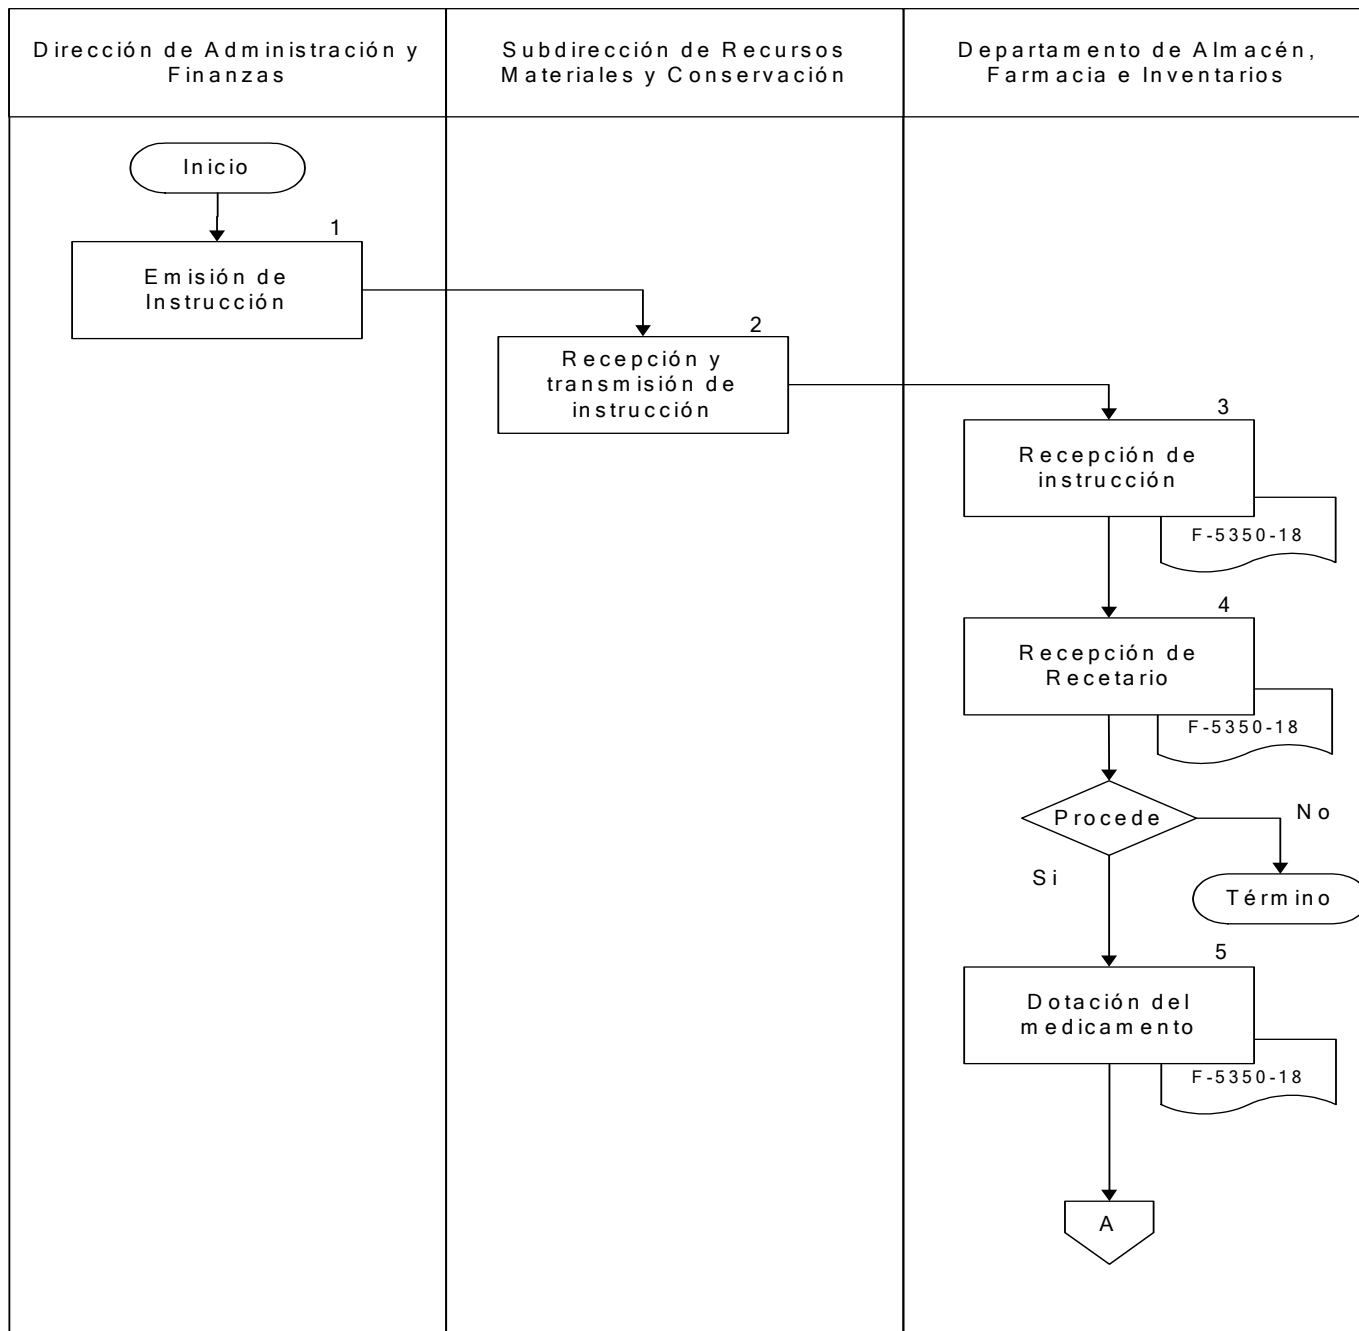 Dirección de Administración y
Finanzas
Subdirección de Recursos
Materiales y Conservación
Departamento de Almacén,
Farmacia e Inventarios
Inicio
1
Emisión de
Instrucción
2
Recepción y
transmisión de
instrucción
3
Recepción de
instrucción
F-5350-18
4
Recepción de
Recetario
F-5350-18
Procede
No
Si
Término
5
Dotación del
medicamento
F-5350-18
A